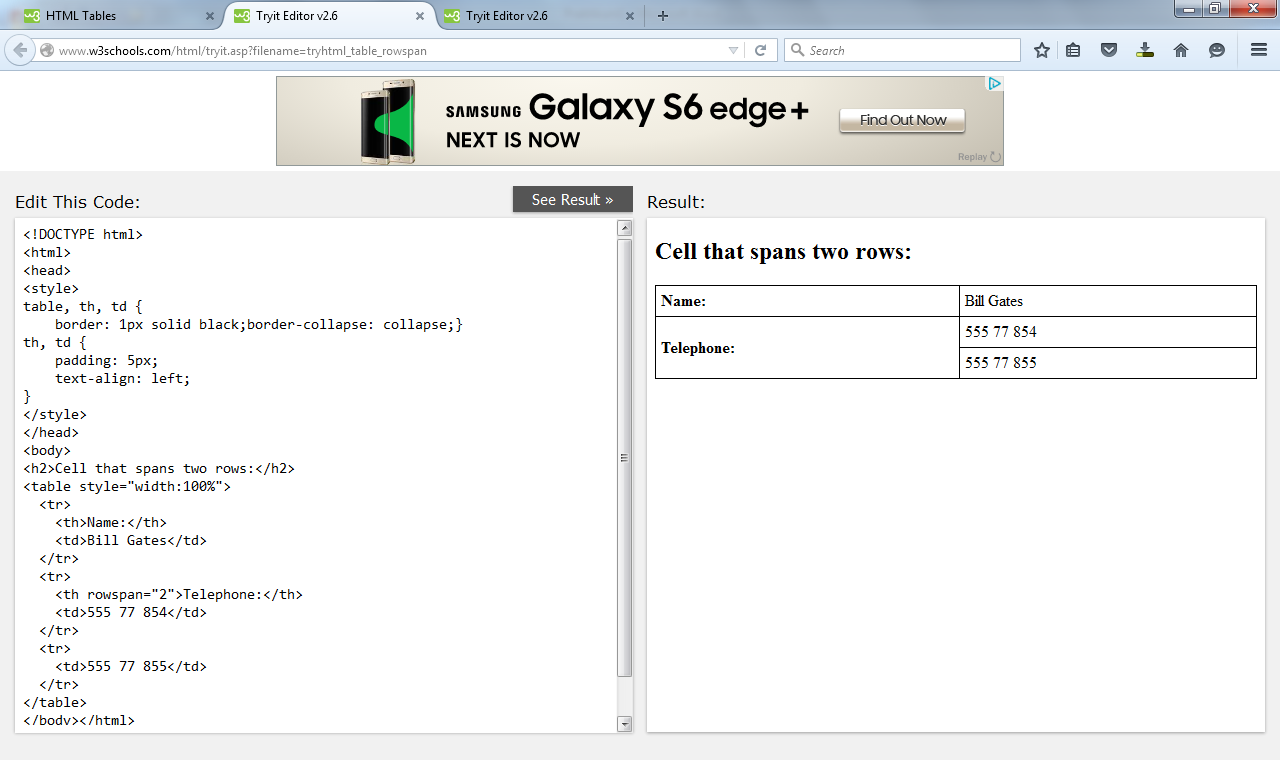 HTML Tables
Tryit Editor v2.6
Tryit Editor v2.6
www.w3schools.com/html/tryit.asp?filename=tryhtml_table_rowspan
Search
SAMSUNG Galaxy S6 edge+
NEXT IS NOW
Find Out Now
Replay
Edit This Code:
See Result »
Result:
<!DOCTYPE html>
<html>
<head>
<style>
table, th, td {
    border: 1px solid black;border-collapse: collapse;}
th, td {
    padding: 5px;
    text-align: left;
}
</style>
</head>
<body>
<h2>Cell that spans two rows:</h2>
<table style="width:100%">
  <tr>
    <th>Name:</th>
    <td>Bill Gates</td>
  </tr>
  <tr>
    <th rowspan="2">Telephone:</th>
    <td>555 77 854</td>
  </tr>
  <tr>
    <td>555 77 855</td>
  </tr>
</table>
</body></html>
Cell that spans two rows:
Name: Bill Gates
Telephone: 555 77 854
555 77 855